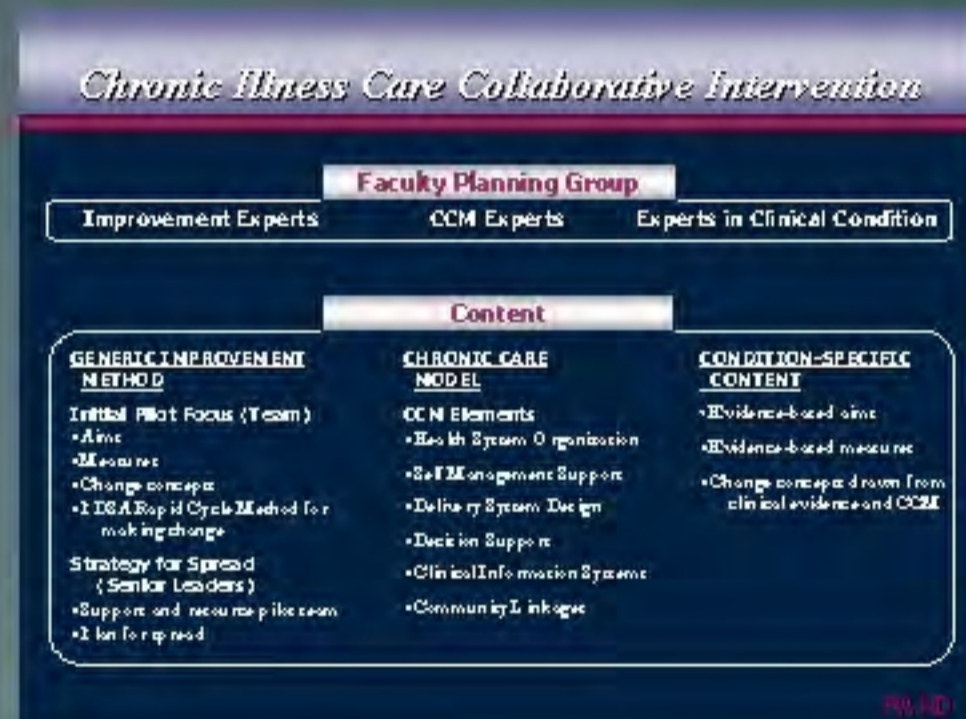 Chronic Illness Care Collaborative Intervention
Faculty Planning Group
Improvement Experts CCM Experts Experts in Clinical Condition
Content
GENERIC IMPROVEMENT
METHOD
Initial Pilot Focus (Team)
•Aims
•Measures
•Change concepts
•PDSA Rapid Cycle Method for
making change
Strategy for Spread
(Senior Leaders)
•Support and resource pilot team
•Plan for spread
CHRONIC CARE
MODEL
CCM Elements
•Health System Organization
•Self Management Support
•Delivery System Design
•Decision Support
•Clinical Information Systems
•Community Linkages
CONDITION-SPECIFIC
CONTENT
•Evidence-based aims
•Evidence-based measures
•Change concepts drawn from
clinical evidence and CCM
RAND